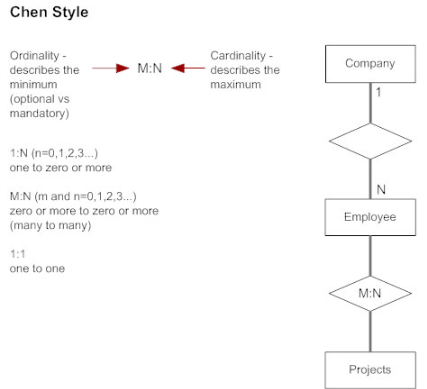 Chen Style
Ordinality -
describes the
minimum
(optional vs
mandatory)
M:N
Cardinality -
describes the
maximum
1:N (n=0,1,2,3...)
one to zero or more
M:N (m and n=0,1,2,3...)
zero or more to zero or more
(many to many)
1:1
one to one
Company
1
N
Employee
M:N
Projects